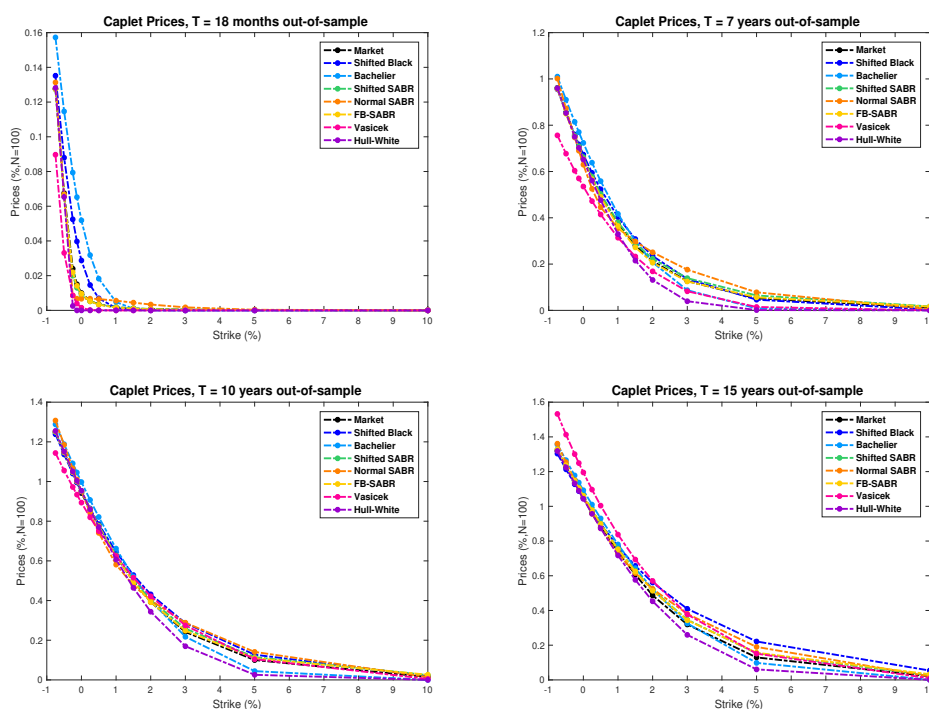 Caplet Prices, T = 18 months out-of-sample
0.16
0.14
0.12
0.1
0.08
0.06
0.04
0.02
0
Prices (%,N=100)
-1 0 1 2 3 4 5 6 7 8 9 10
Strike (%)
Market
Shifted Black
Bachelier
Shifted SABR
Normal SABR
FB-SABR
Vasicek
Hull-White
Caplet Prices, T = 7 years out-of-sample
1.2
1
0.8
0.6
0.4
0.2
0
Prices (%,N=100)
-1 0 1 2 3 4 5 6 7 8 9 10
Strike (%)
Market
Shifted Black
Bachelier
Shifted SABR
Normal SABR
FB-SABR
Vasicek
Hull-White
Caplet Prices, T = 10 years out-of-sample
1.4
1.2
1
0.8
0.6
0.4
0.2
0
Prices (%,N=100)
-1 0 1 2 3 4 5 6 7 8 9 10
Strike (%)
Market
Shifted Black
Bachelier
Shifted SABR
Normal SABR
FB-SABR
Vasicek
Hull-White
Caplet Prices, T = 15 years out-of-sample
1.6
1.4
1.2
1
0.8
0.6
0.4
0.2
0
Prices (%,N=100)
-1 0 1 2 3 4 5 6 7 8 9 10
Strike (%)
Market
Shifted Black
Bachelier
Shifted SABR
Normal SABR
FB-SABR
Vasicek
Hull-White